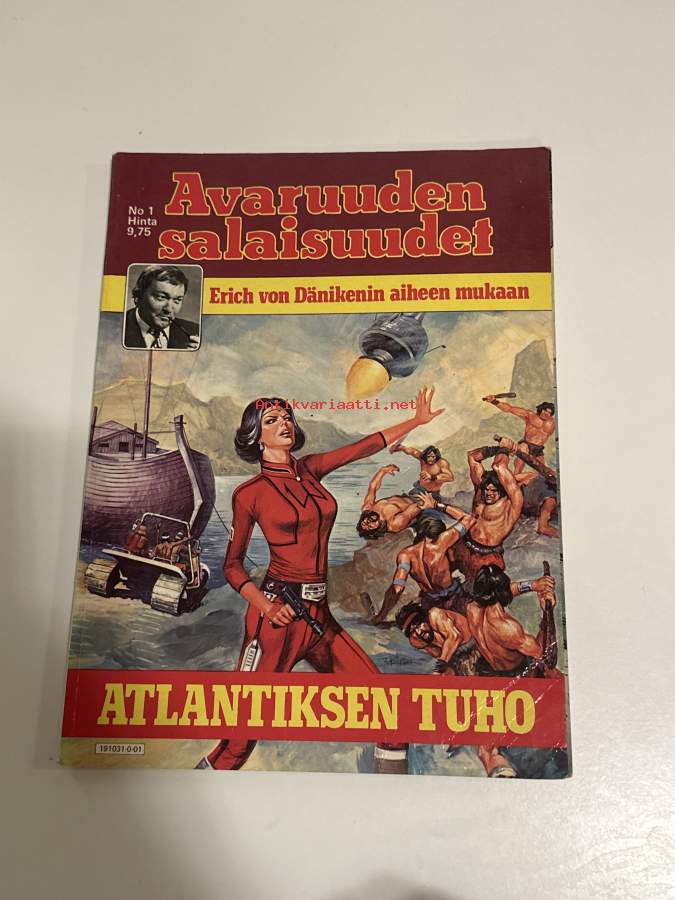 No 1
Hinta
9,75
Avaruuden
salaisuudet
Erich von Dänikenin aiheen mukaan
Antikvariaatti.net
ATLANTIKSEN TUHO
191031-0-01